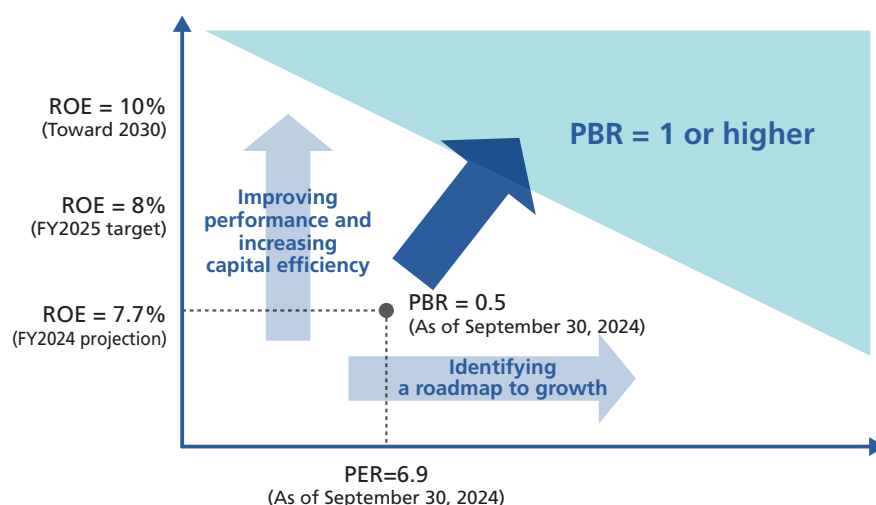 ROE = 10%
(Toward 2030)
PBR = 1 or higher
ROE = 8%
(FY2025 target)
Improving
performance and
increasing
capital efficiency
ROE = 7.7%
(FY2024 projection)
PBR = 0.5
(As of September 30, 2024)
Identifying
a roadmap to growth
PER=6.9
(As of September 30, 2024)